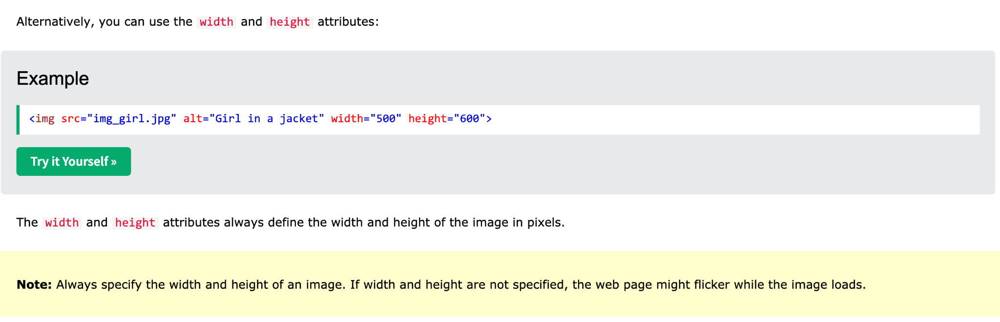 Alternatively, you can use the width and height attributes:
Example
<img src="img_girl.jpg" alt="Girl in a jacket" width="500" height="600">
Try it Yourself »
The width and height attributes always define the width and height of the image in pixels.
Note: Always specify the width and height of an image. If width and height are not specified, the web page might flicker while the image loads.